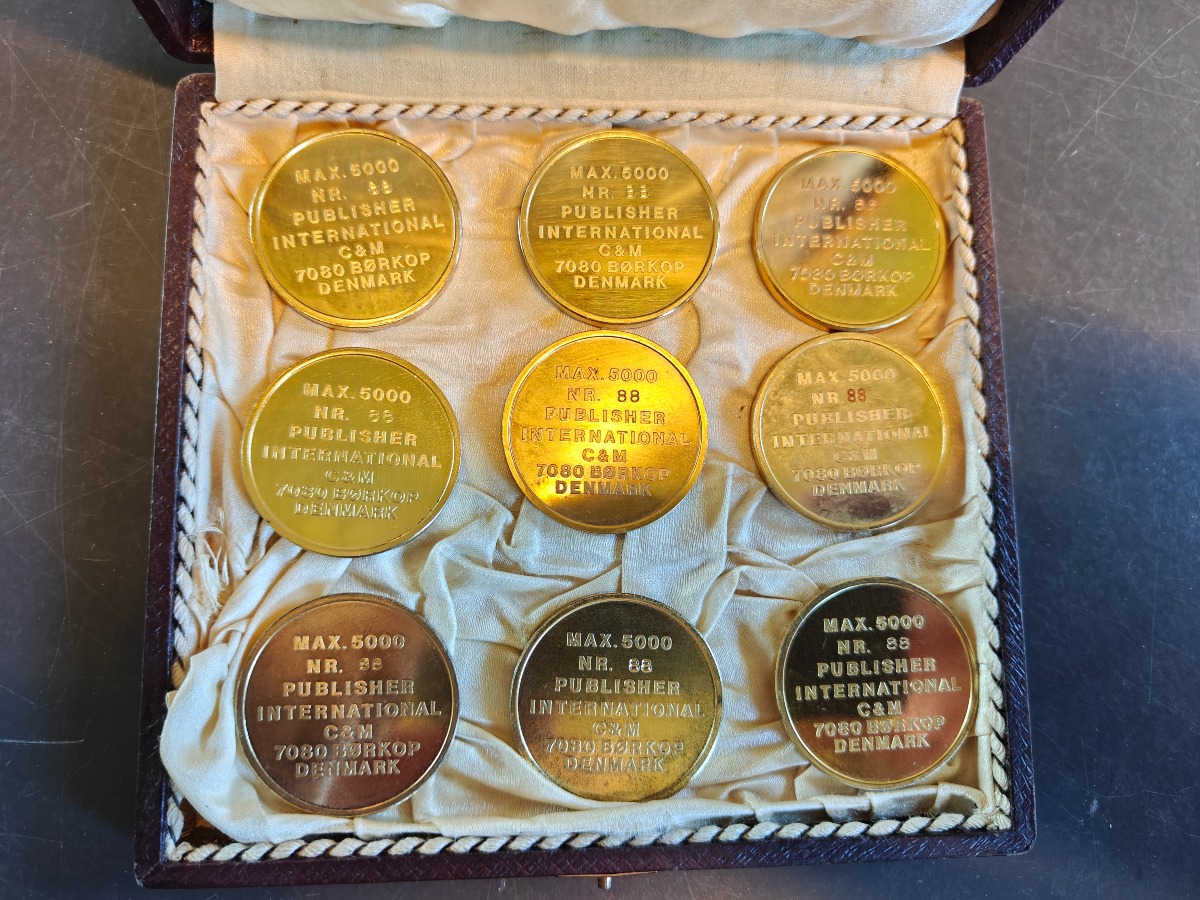 MAX. 5000
NR. 88
PUBLISHER
INTERNATIONAL
C&M
7080 BØRKOP
DENMARK
MAX. 5000
NR. 88
PUBLISHER
INTERNATIONAL
C&M
7080 BØRKOP
DENMARK
MAX. 5000
NR. 88
PUBLISHER
INTERNATIONAL
C&M
7080 BØRKOP
DENMARK
MAX. 5000
NR. 88
PUBLISHER
INTERNATIONAL
C&M
7080 BØRKOP
DENMARK
MAX. 5000
NR. 88
PUBLISHER
INTERNATIONAL
C&M
7080 BØRKOP
DENMARK
MAX. 5000
NR 88
PUBLISHER
INTERNATIONAL
C&M
7080 BØRKOP
DENMARK
MAX. 5000
NR. 88
PUBLISHER
INTERNATIONAL
C&M
7080 BØRKOP
DENMARK
MAX. 5000
NR. 88
PUBLISHER
INTERNATIONAL
C&M
7080 BØRKOP
DENMARK
MAX. 5000
NR. 88
PUBLISHER
INTERNATIONAL
C&M
7080 BØRKOP
DENMARK